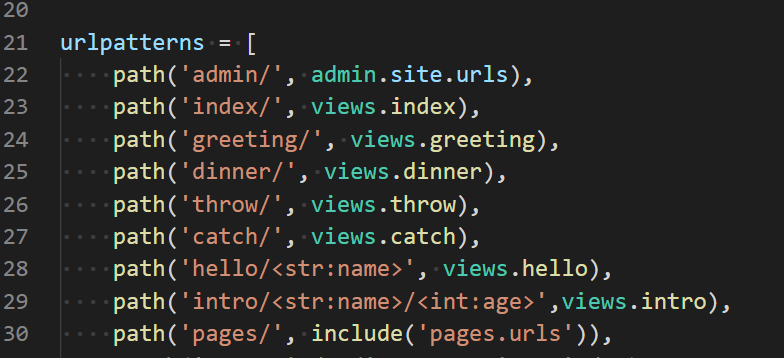 20
21 urlpatterns = [
22     path('admin/', admin.site.urls),
23     path('index/', views.index),
24     path('greeting/', views.greeting),
25     path('dinner/', views.dinner),
26     path('throw/', views.throw),
27     path('catch/', views.catch),
28     path('hello/<str:name>', views.hello),
29     path('intro/<str:name>/<int:age>',views.intro),
30     path('pages/', include('pages.urls')),